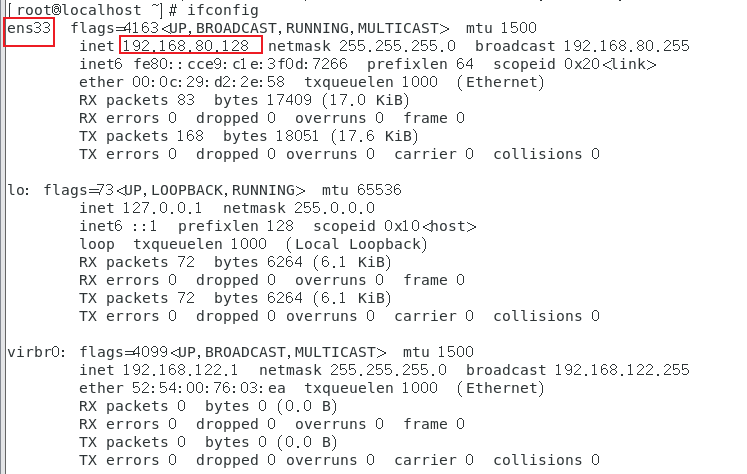 [root@localhost ~]# ifconfig
ens33 flags=4163<UP,BROADCAST,RUNNING,MULTICAST> mtu 1500
inet 192.168.80.128 netmask 255.255.255.0 broadcast 192.168.80.255
inet6 fe80::cce9:c1e:3f0d:7266 prefixlen 64 scopeid 0x20<link>
ether 00:0c:29:d2:2e:58 txqueuelen 1000 (Ethernet)
RX packets 83 bytes 17409 (17.0 KiB)
RX errors 0 dropped 0 overruns 0 frame 0
TX packets 168 bytes 18051 (17.6 KiB)
TX errors 0 dropped 0 overruns 0 carrier 0 collisions 0
lo: flags=73<UP,LOOPBACK,RUNNING> mtu 65536
inet 127.0.0.1 netmask 255.0.0.0
inet6 ::1 prefixlen 128 scopeid 0x10<host>
loop txqueuelen 1000 (Local Loopback)
RX packets 72 bytes 6264 (6.1 KiB)
RX errors 0 dropped 0 overruns 0 frame 0
TX packets 72 bytes 6264 (6.1 KiB)
TX errors 0 dropped 0 overruns 0 carrier 0 collisions 0
virbr0: flags=4099<UP,BROADCAST,MULTICAST> mtu 1500
inet 192.168.122.1 netmask 255.255.255.0 broadcast 192.168.122.255
ether 52:54:00:76:03:ea txqueuelen 1000 (Ethernet)
RX packets 0 bytes 0 (0.0 B)
RX errors 0 dropped 0 overruns 0 frame 0
TX packets 0 bytes 0 (0.0 B)
TX errors 0 dropped 0 overruns 0 carrier 0 collisions 0